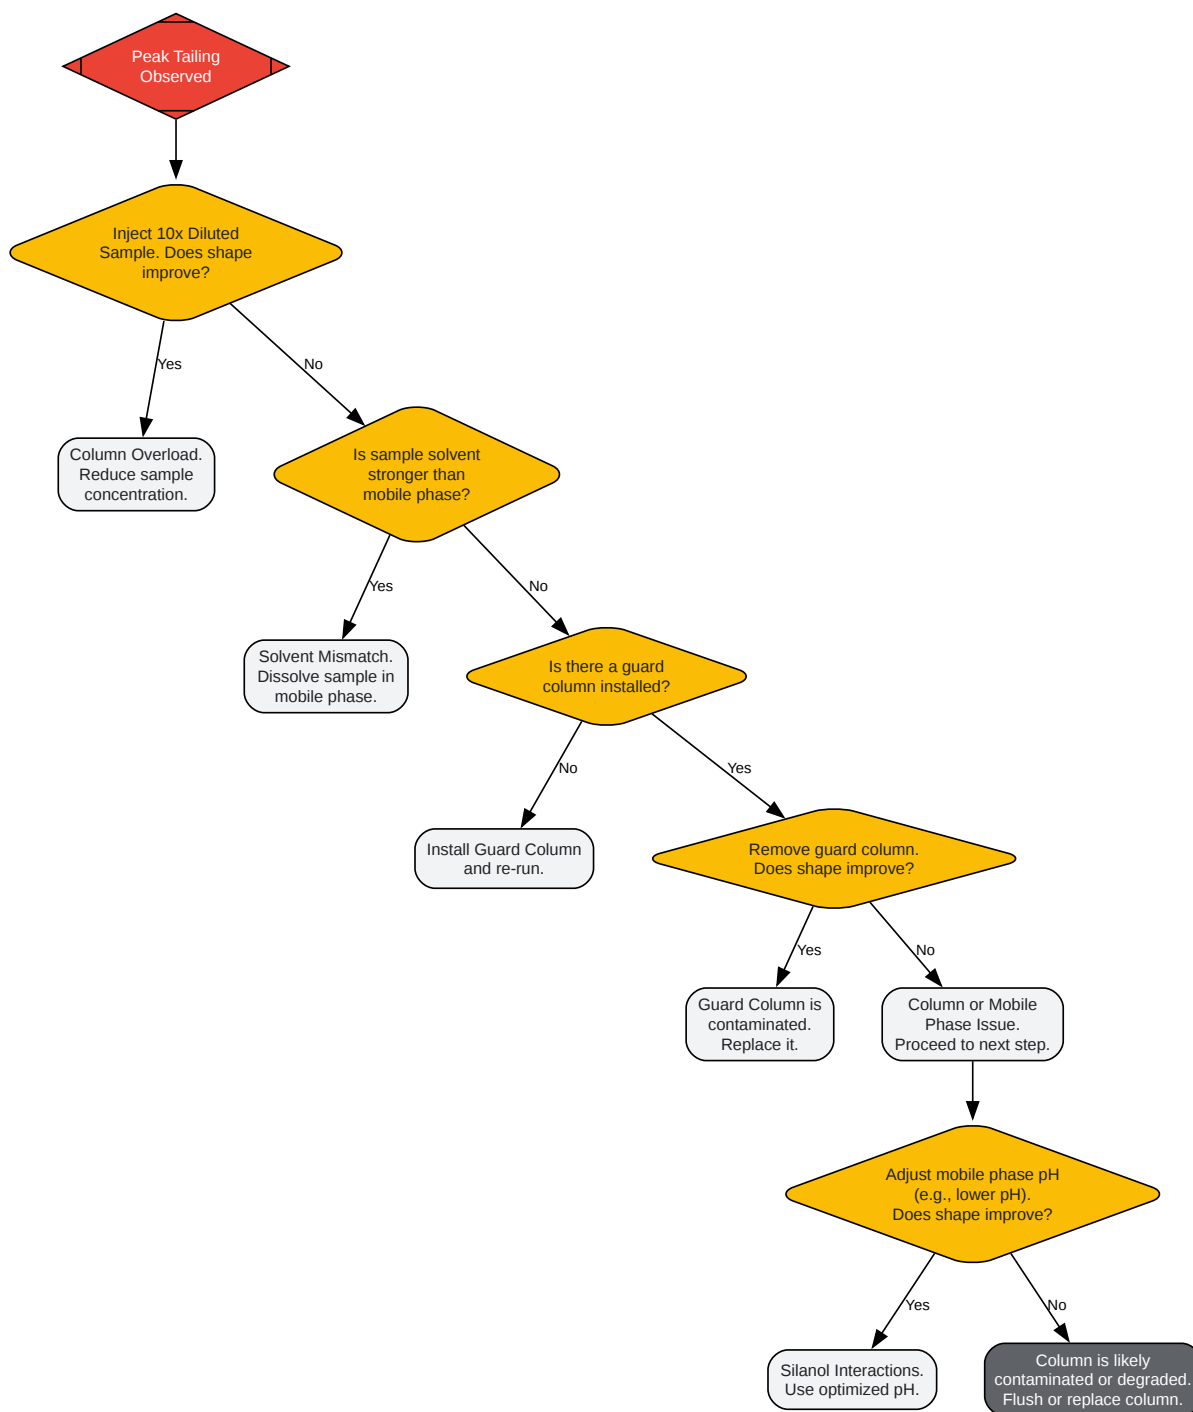 Peak Tailing
Observed
Inject 10x Diluted
Sample. Does shape
improve?
Yes
No
Column Overload.
Reduce sample
concentration.
Is sample solvent
stronger than
mobile phase?
Yes
No
Solvent Mismatch.
Dissolve sample in
mobile phase.
Is there a guard
column installed?
No
Yes
Install Guard Column
and re-run.
Remove guard column.
Does shape improve?
Yes
No
Guard Column is
contaminated.
Replace it.
Column or Mobile
Phase Issue.
Proceed to next step.
Adjust mobile phase pH
(e.g., lower pH).
Does shape improve?
Yes
No
Silanol Interactions.
Use optimized pH.
Column is likely
contaminated or degraded.
Flush or replace column.